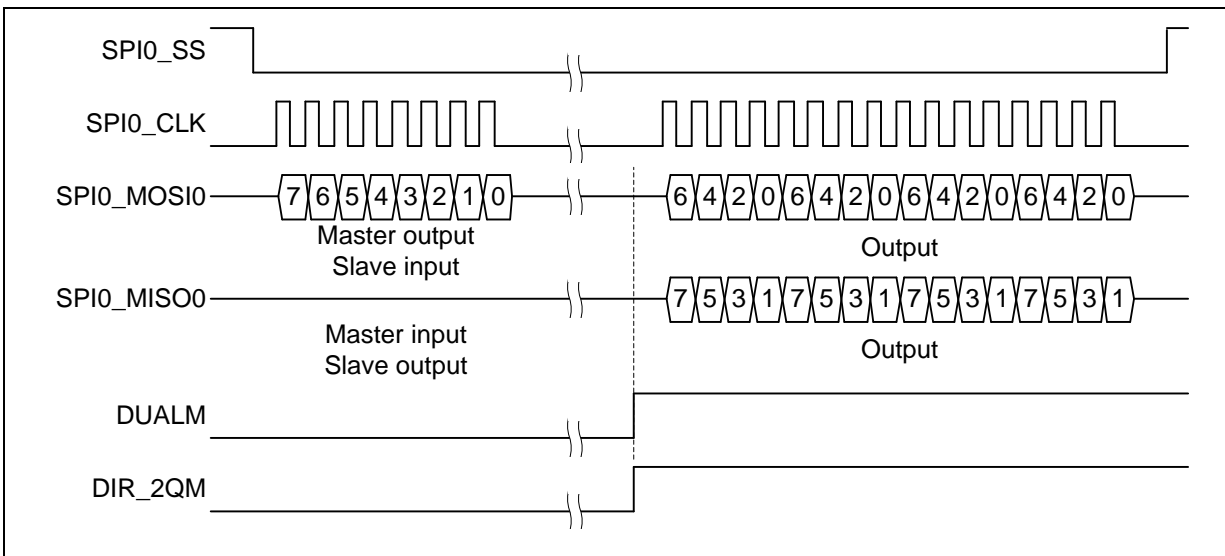 SPI0_SS
SPI0_CLK
SPI0_MOSI0 7 6 5 4 3 2 1 0 6 4 2 0 6 4 2 0 6 4 2 0 6 4 2 0
Master output
Slave input
Output
SPI0_MISO0 7 5 3 1 7 5 3 1 7 5 3 1 7 5 3 1
Master input
Slave output
Output
DUALM
DIR_2QM